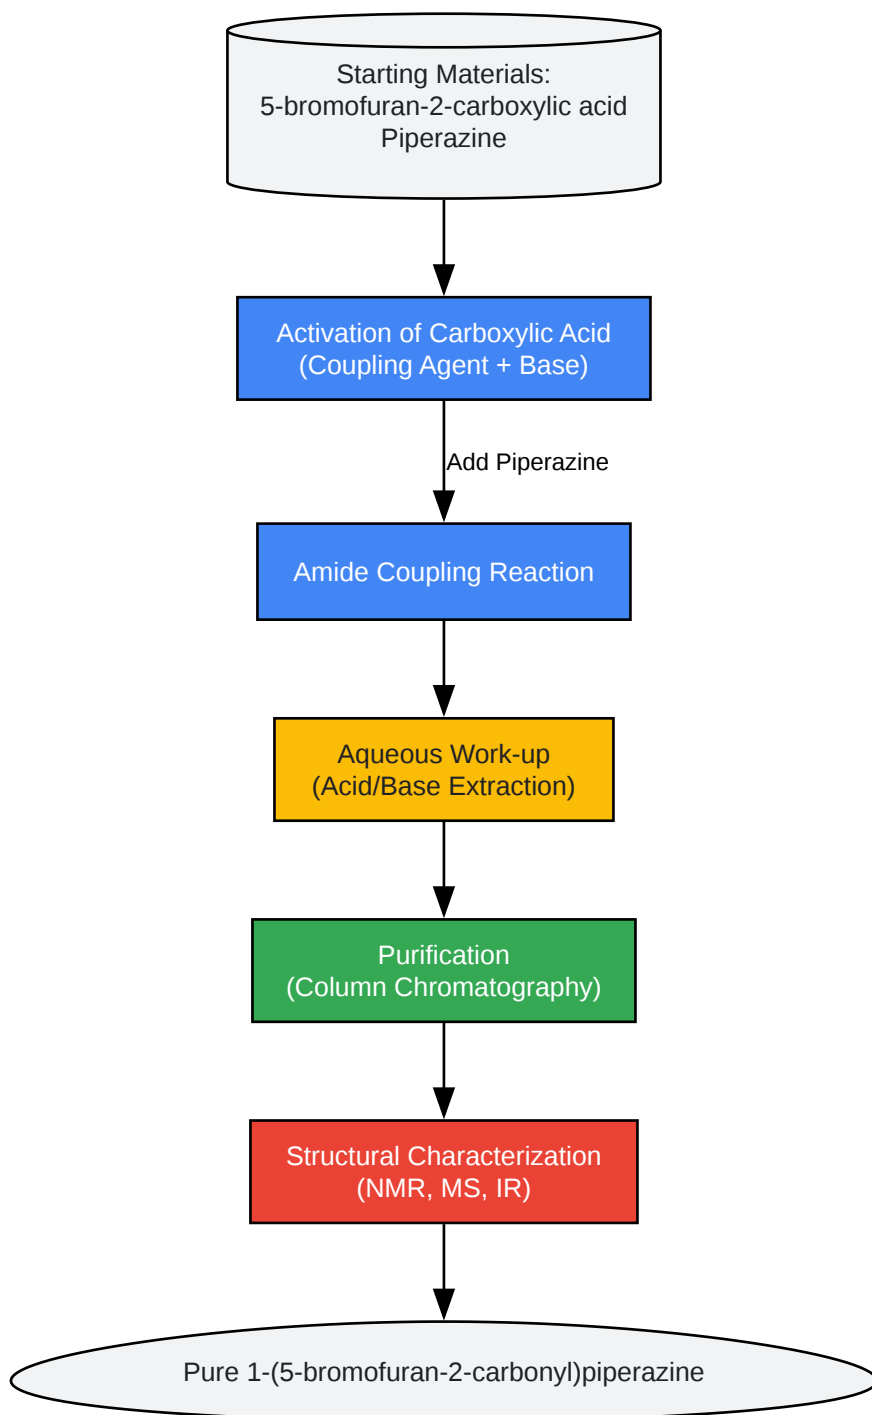 Starting Materials:
5-bromofuran-2-carboxylic acid
Piperazine
Activation of Carboxylic Acid
(Coupling Agent + Base)
Add Piperazine
Amide Coupling Reaction
Aqueous Work-up
(Acid/Base Extraction)
Purification
(Column Chromatography)
Structural Characterization
(NMR, MS, IR)
Pure 1-(5-bromofuran-2-carbonyl)piperazine